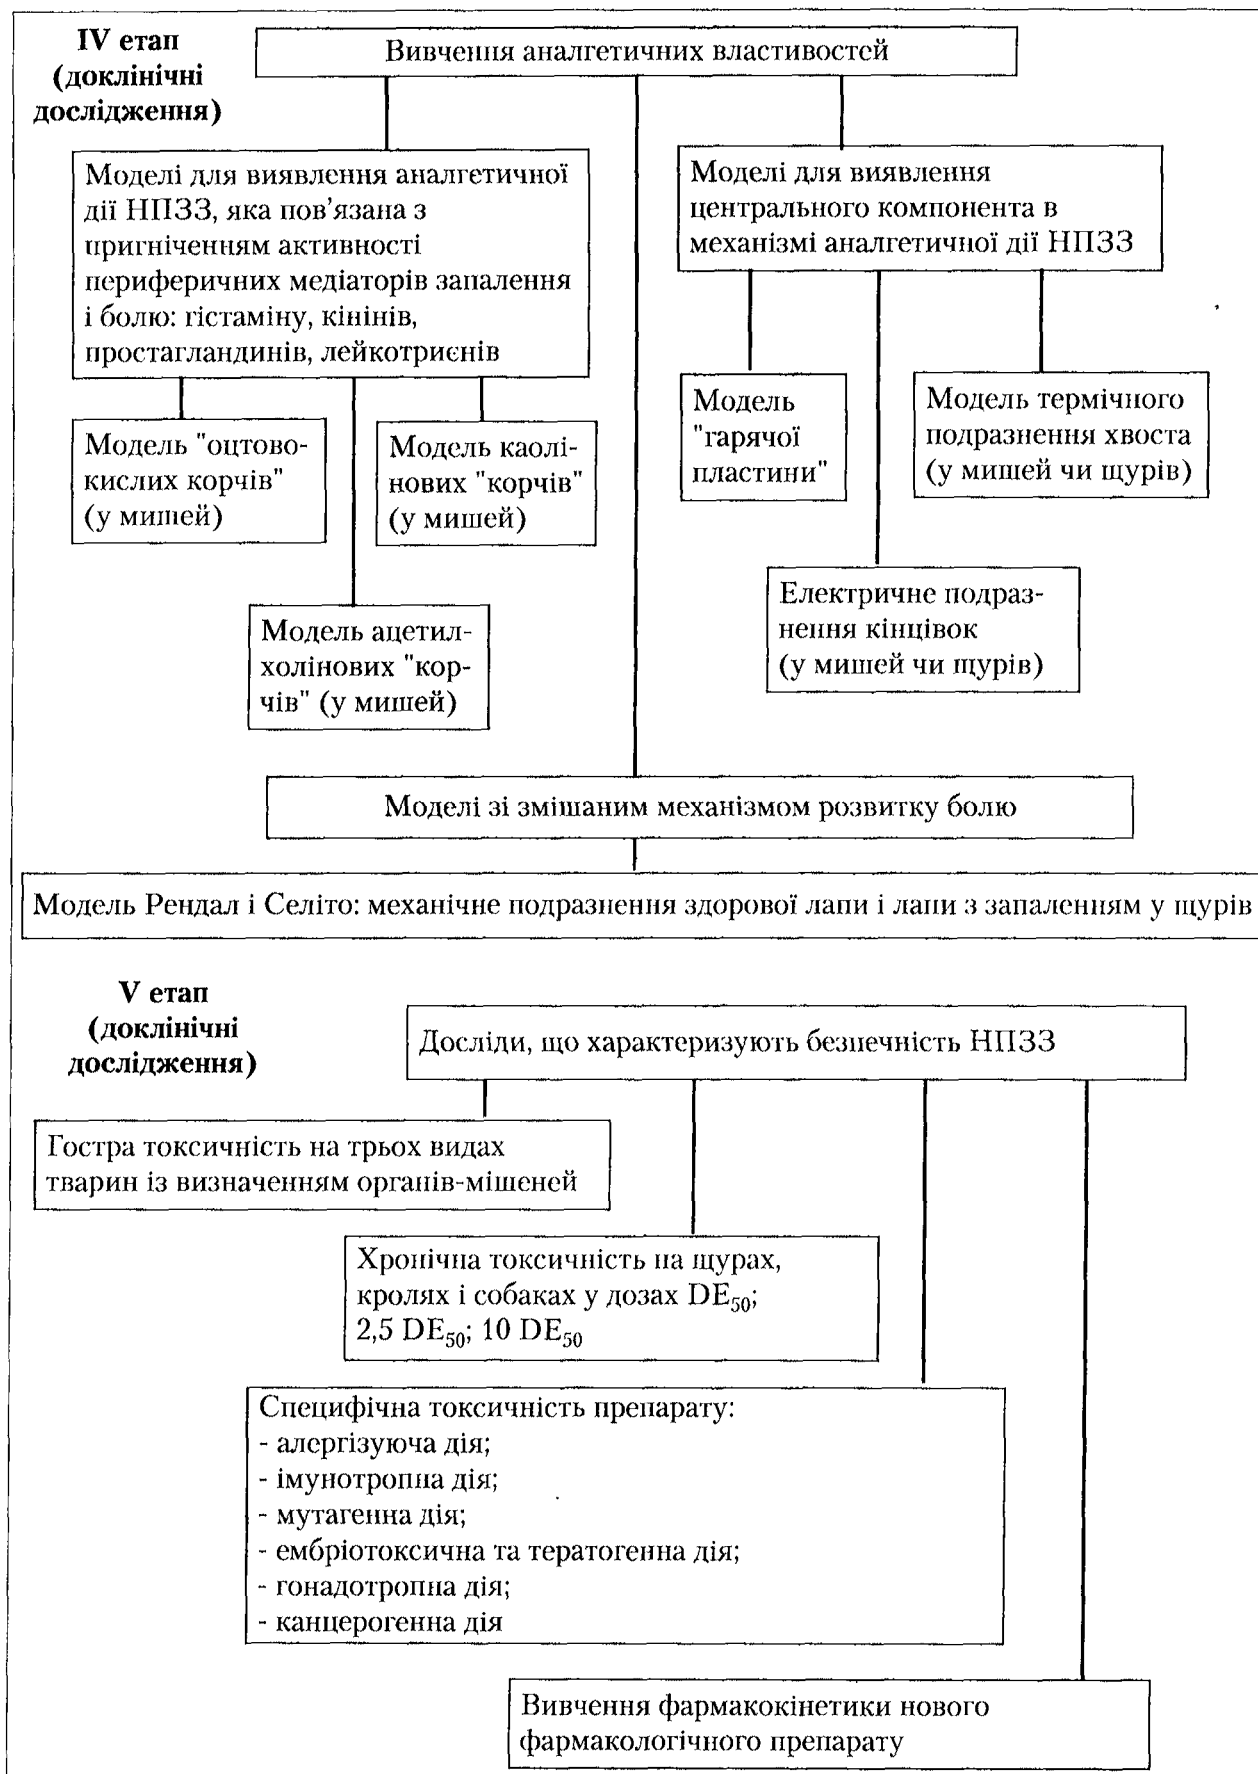 IV етап
(доклінічні
дослідження)
Вивчення аналгетичних властивостей
Моделі для виявлення аналгетичної
дії НПЗЗ, яка пов'язана з
пригніченням активності
периферичних медіаторів запалення
і болю: гістаміну, кінінів,
простагландинів, лейкотриєнів
Моделі для виявлення
центрального компонента в
механізмі аналгетичної дії НПЗЗ
Модель "оцтово-
кислих корчів"
(у мишей)
Модель каолі-
нових "корчів"
(у мишей)
Модель
"гарячої
пластини"
Модель термічного
подразнення хвоста
(у мишей чи щурів)
Модель ацетил-
холінових "кор-
чів" (у мишей)
Електричне подраз-
нення кінцівок
(у мишей чи щурів)
Моделі зі змішаним механізмом розвитку болю
Модель Рендал і Селіто: механічне подразнення здорової лапи і лапи з запаленням у щурів
V етап
(доклінічні
дослідження)
Досліди, що характеризують безпечність НПЗЗ
Гостра токсичність на трьох видах
тварин із визначенням органів-мішеней
Хронічна токсичність на щурах,
кролях і собаках у дозах DE₅₀;
2,5 DE₅₀; 10 DE₅₀
Специфічна токсичність препарату:
- алергізуюча дія;
- імунотропна дія;
- мутагенна дія;
- ембріотоксична та тератогенна дія;
- гонадотропна дія;
- канцерогенна дія
Вивчення фармакокінетики нового
фармакологічного препарату